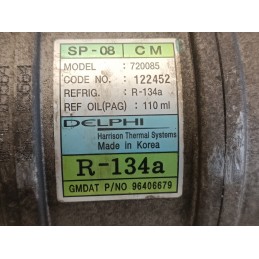 SP-08 CM
MODEL : 720085
CODE NO. : 122452
REFRIG. : R-134a
REF OIL(PAG) : 110 ml
DELPHI
Harrison Thermal Systems
Made in Korea
R-134a
GMDAT P/NO 96406679